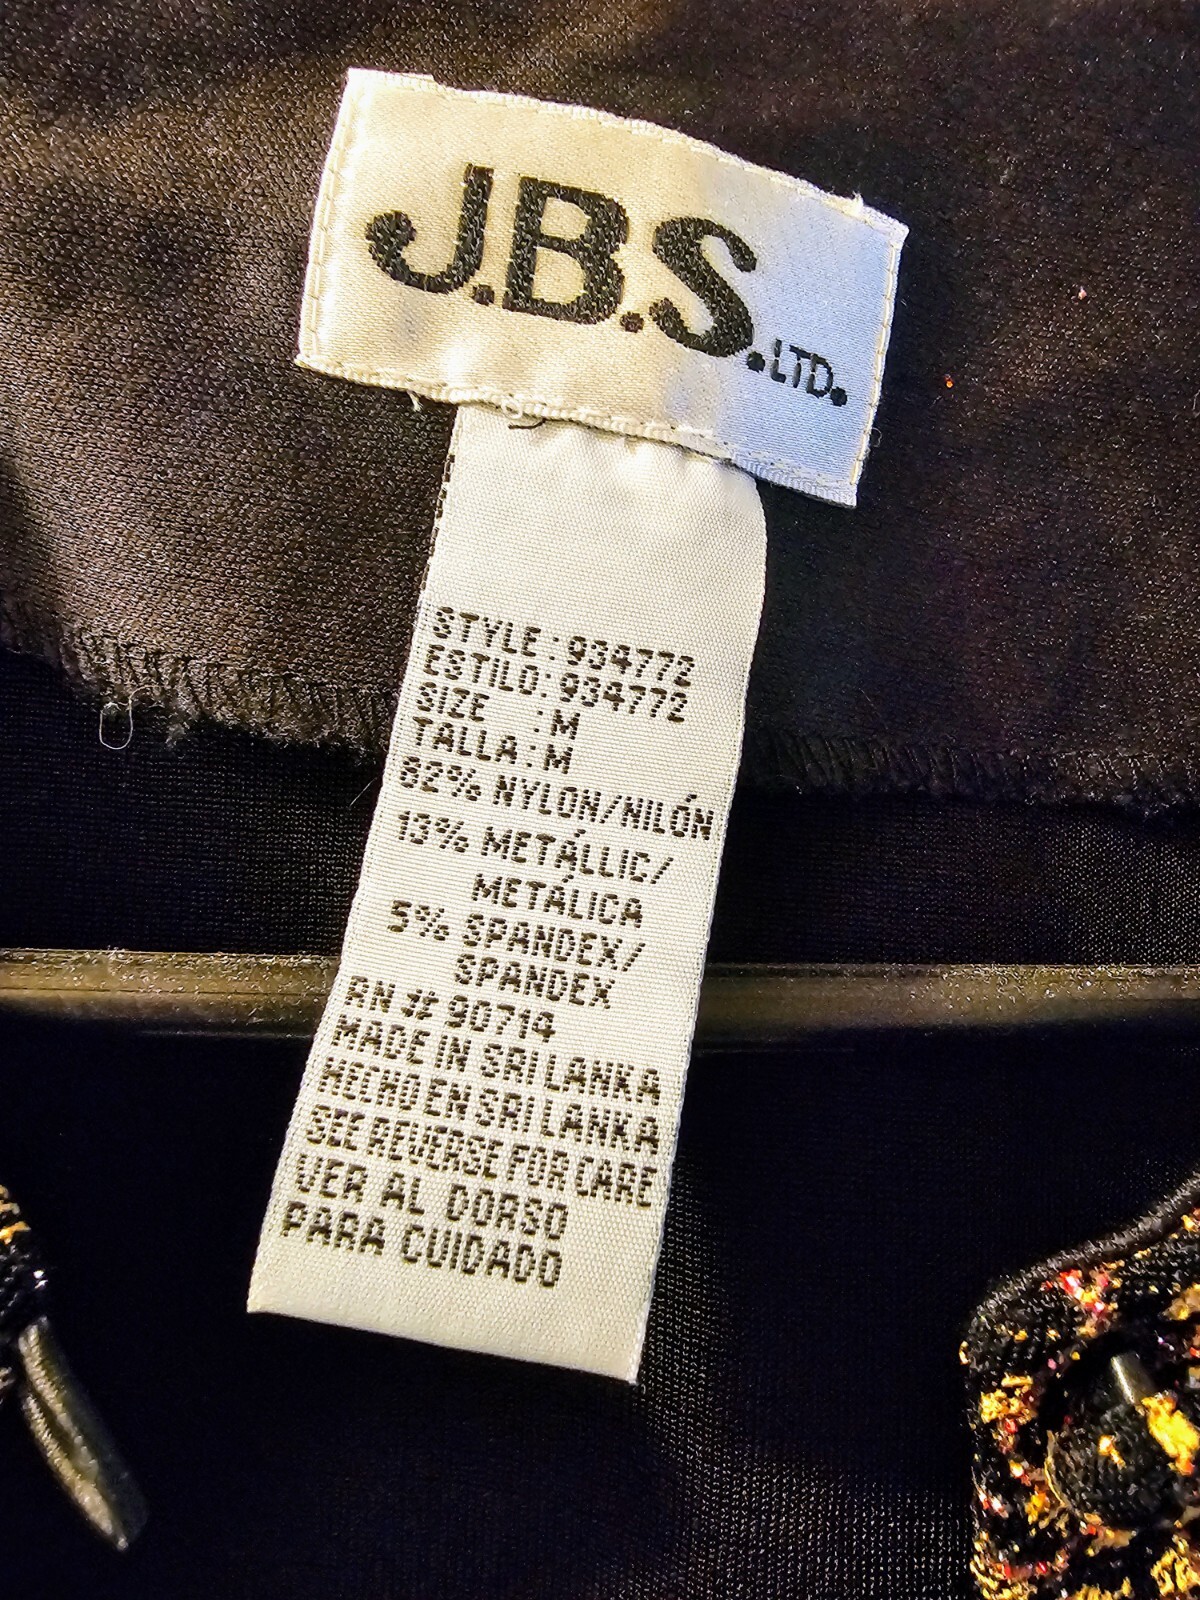 J.B.S. LTD.
STYLE: 934772
ESTILO: 934772
SIZE : M
TALLA: M
82% NYLON/NILÓN
13% METÁLLIC/
METÁLICA
5% SPANDEX/
SPANDEX
RN # 90714
MADE IN SRI LANKA
HECHO EN SRI LANKA
SEE REVERSE FOR CARE
VER AL DORSO
PARA CUIDADO